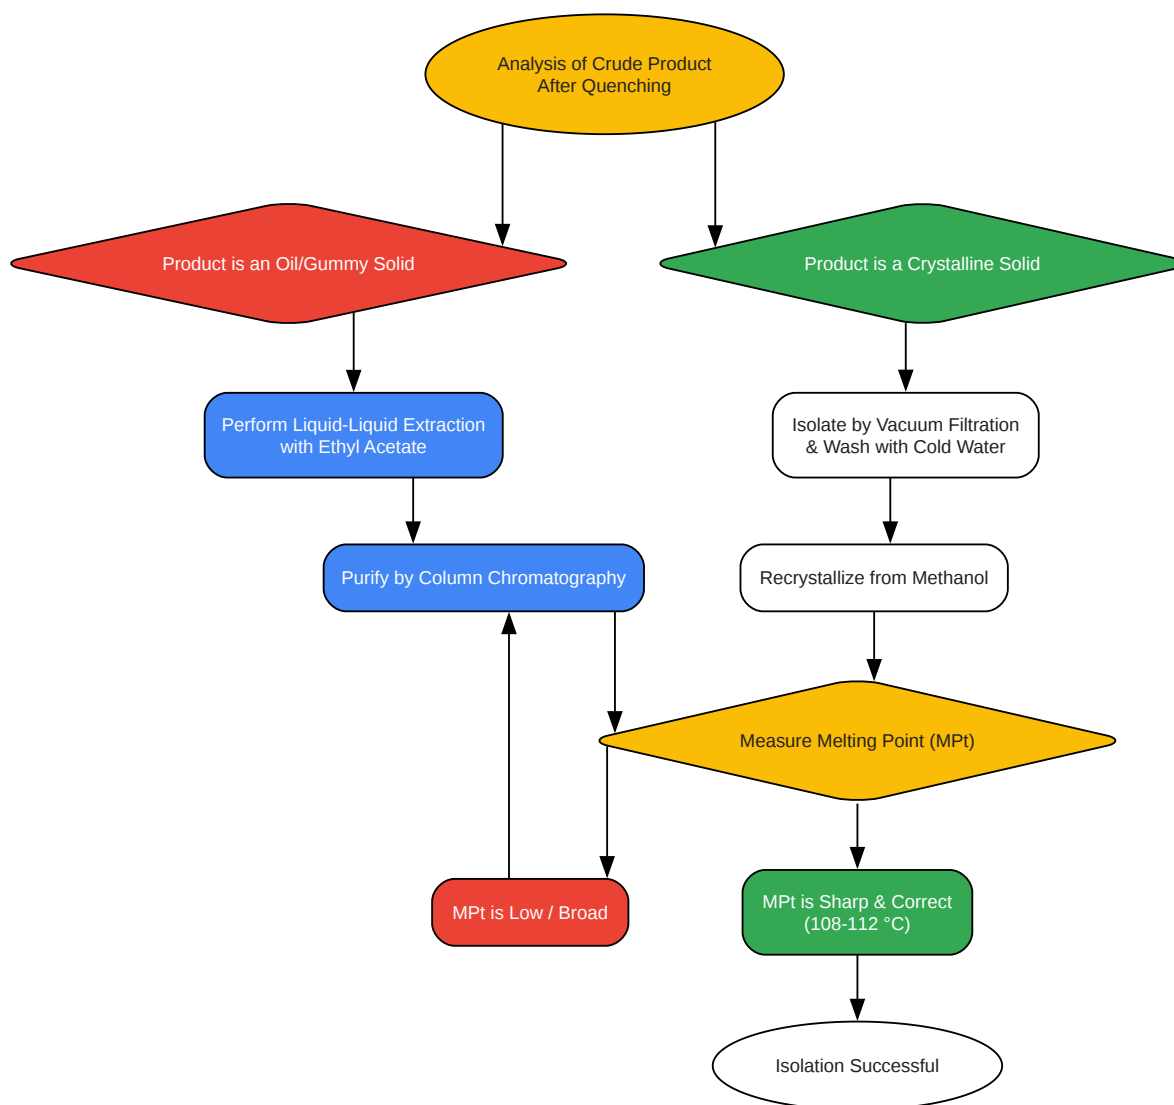 Analysis of Crude Product
After Quenching
Product is an Oil/Gummy Solid
Product is a Crystalline Solid
Perform Liquid-Liquid Extraction
with Ethyl Acetate
Isolate by Vacuum Filtration
& Wash with Cold Water
Purify by Column Chromatography
Recrystallize from Methanol
Measure Melting Point (MPt)
MPt is Low / Broad
MPt is Sharp & Correct
(108-112 °C)
Isolation Successful